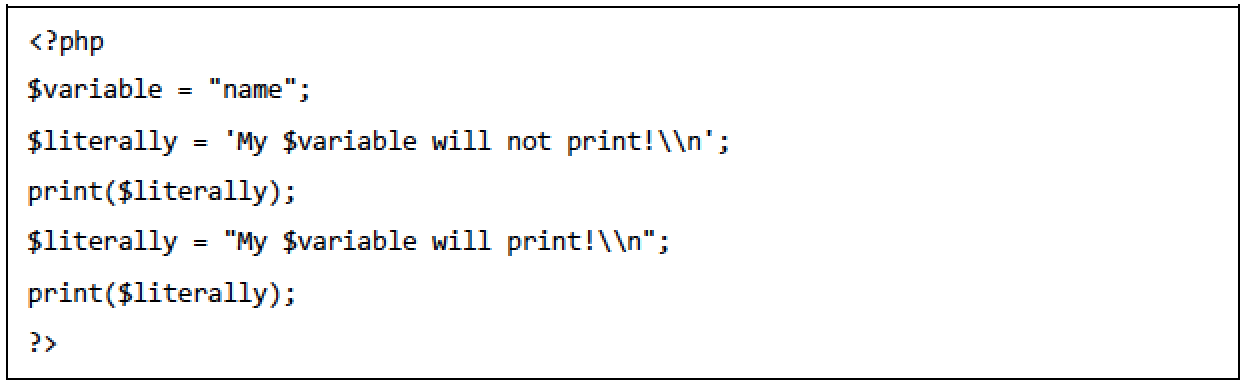 <?php
$variable = "name";
$literally = 'My $variable will not print!\\n';
print($literally);
$literally = "My $variable will print!\\n";
print($literally);
?>